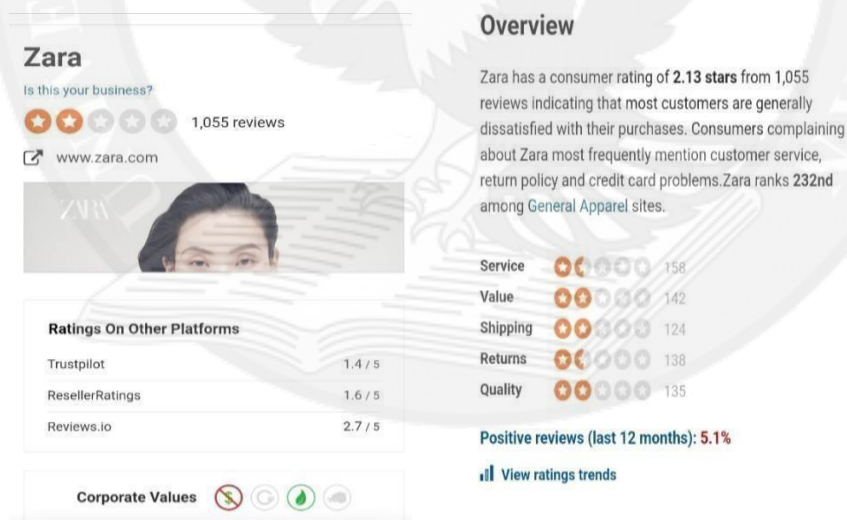 Zara
Is this your business?
1,055 reviews
www.zara.com
ZARA
Ratings On Other Platforms
Trustpilot 1.4 / 5
ResellerRatings 1.6 / 5
Reviews.io 2.7 / 5
Corporate Values
Overview
Zara has a consumer rating of 2.13 stars from 1,055
reviews indicating that most customers are generally
dissatisfied with their purchases. Consumers complaining
about Zara most frequently mention customer service,
return policy and credit card problems.Zara ranks 232nd
among General Apparel sites.
Service 158
Value 142
Shipping 124
Returns 138
Quality 135
Positive reviews (last 12 months): 5.1%
View ratings trends